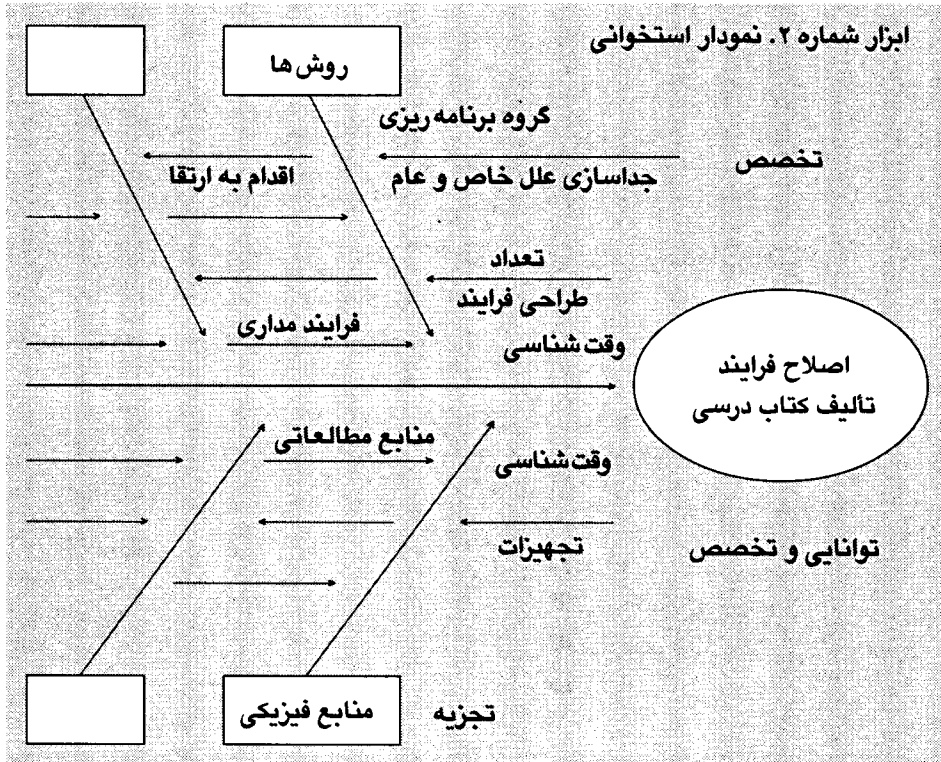 ابزار شماره ۲. نمودار استخوانی
روش‌ها
گروه برنامه ریزی
تخصص
جداسازی علل خاص و عام
اقدام به ارتقا
تعداد
طراحی فرایند
فرایند مداری
وقت‌شناسی
اصلاح فرایند
تألیف کتاب درسی
منابع مطالعاتی
وقت‌شناسی
توانایی و تخصص
تجهیزات
تجزیه
منابع فیزیکی